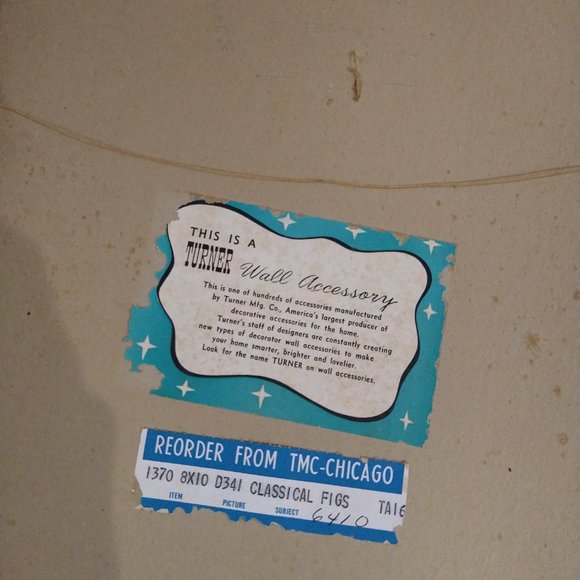 THIS IS A
TURNER Wall Accessory
This is one of hundreds of accessories manufactured
by Turner Mfg. Co., America's largest producer of
decorative accessories for the home.
Turner's staff of designers are constantly creating
new types of decorator wall accessories to make
your home smarter, brighter and lovelier.
Look for the name TURNER on wall accessories.
REORDER FROM TMC-CHICAGO
1370 8X10 D341 CLASSICAL FIGS TA16
ITEM PICTURE SUBJECT 6410